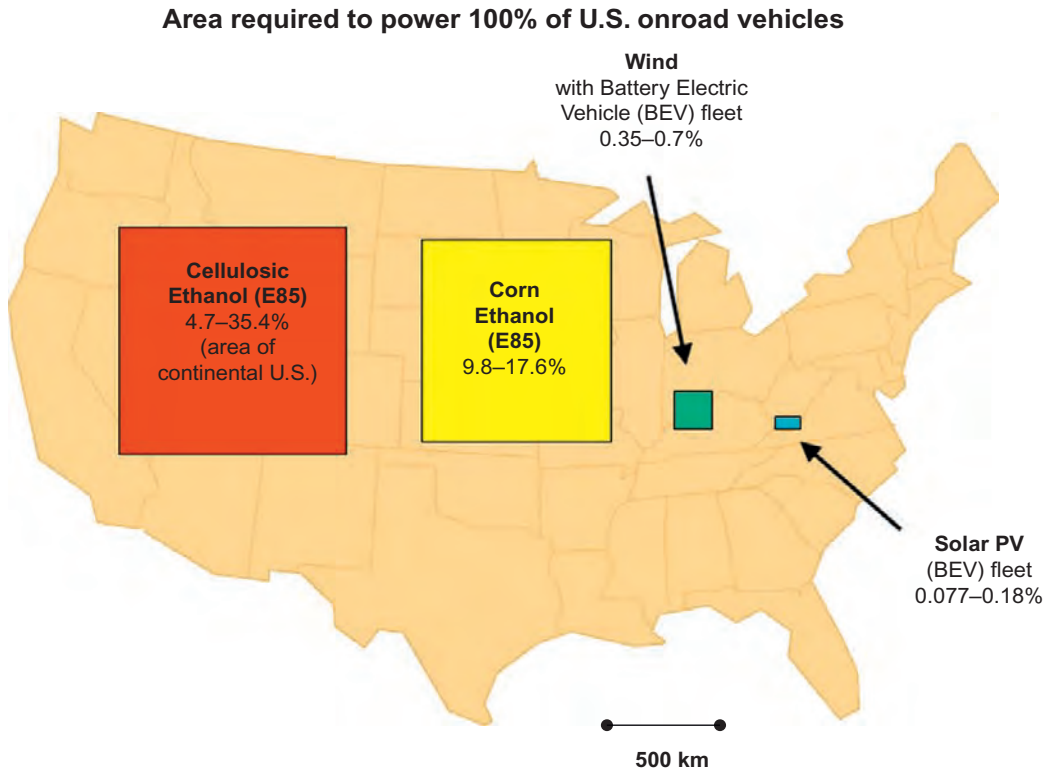 Area required to power 100% of U.S. onroad vehicles
Wind
with Battery Electric
Vehicle (BEV) fleet
0.35–0.7%
Cellulosic
Ethanol (E85)
4.7–35.4%
(area of
continental U.S.)
Corn
Ethanol
(E85)
9.8–17.6%
Solar PV
(BEV) fleet
0.077–0.18%
500 km